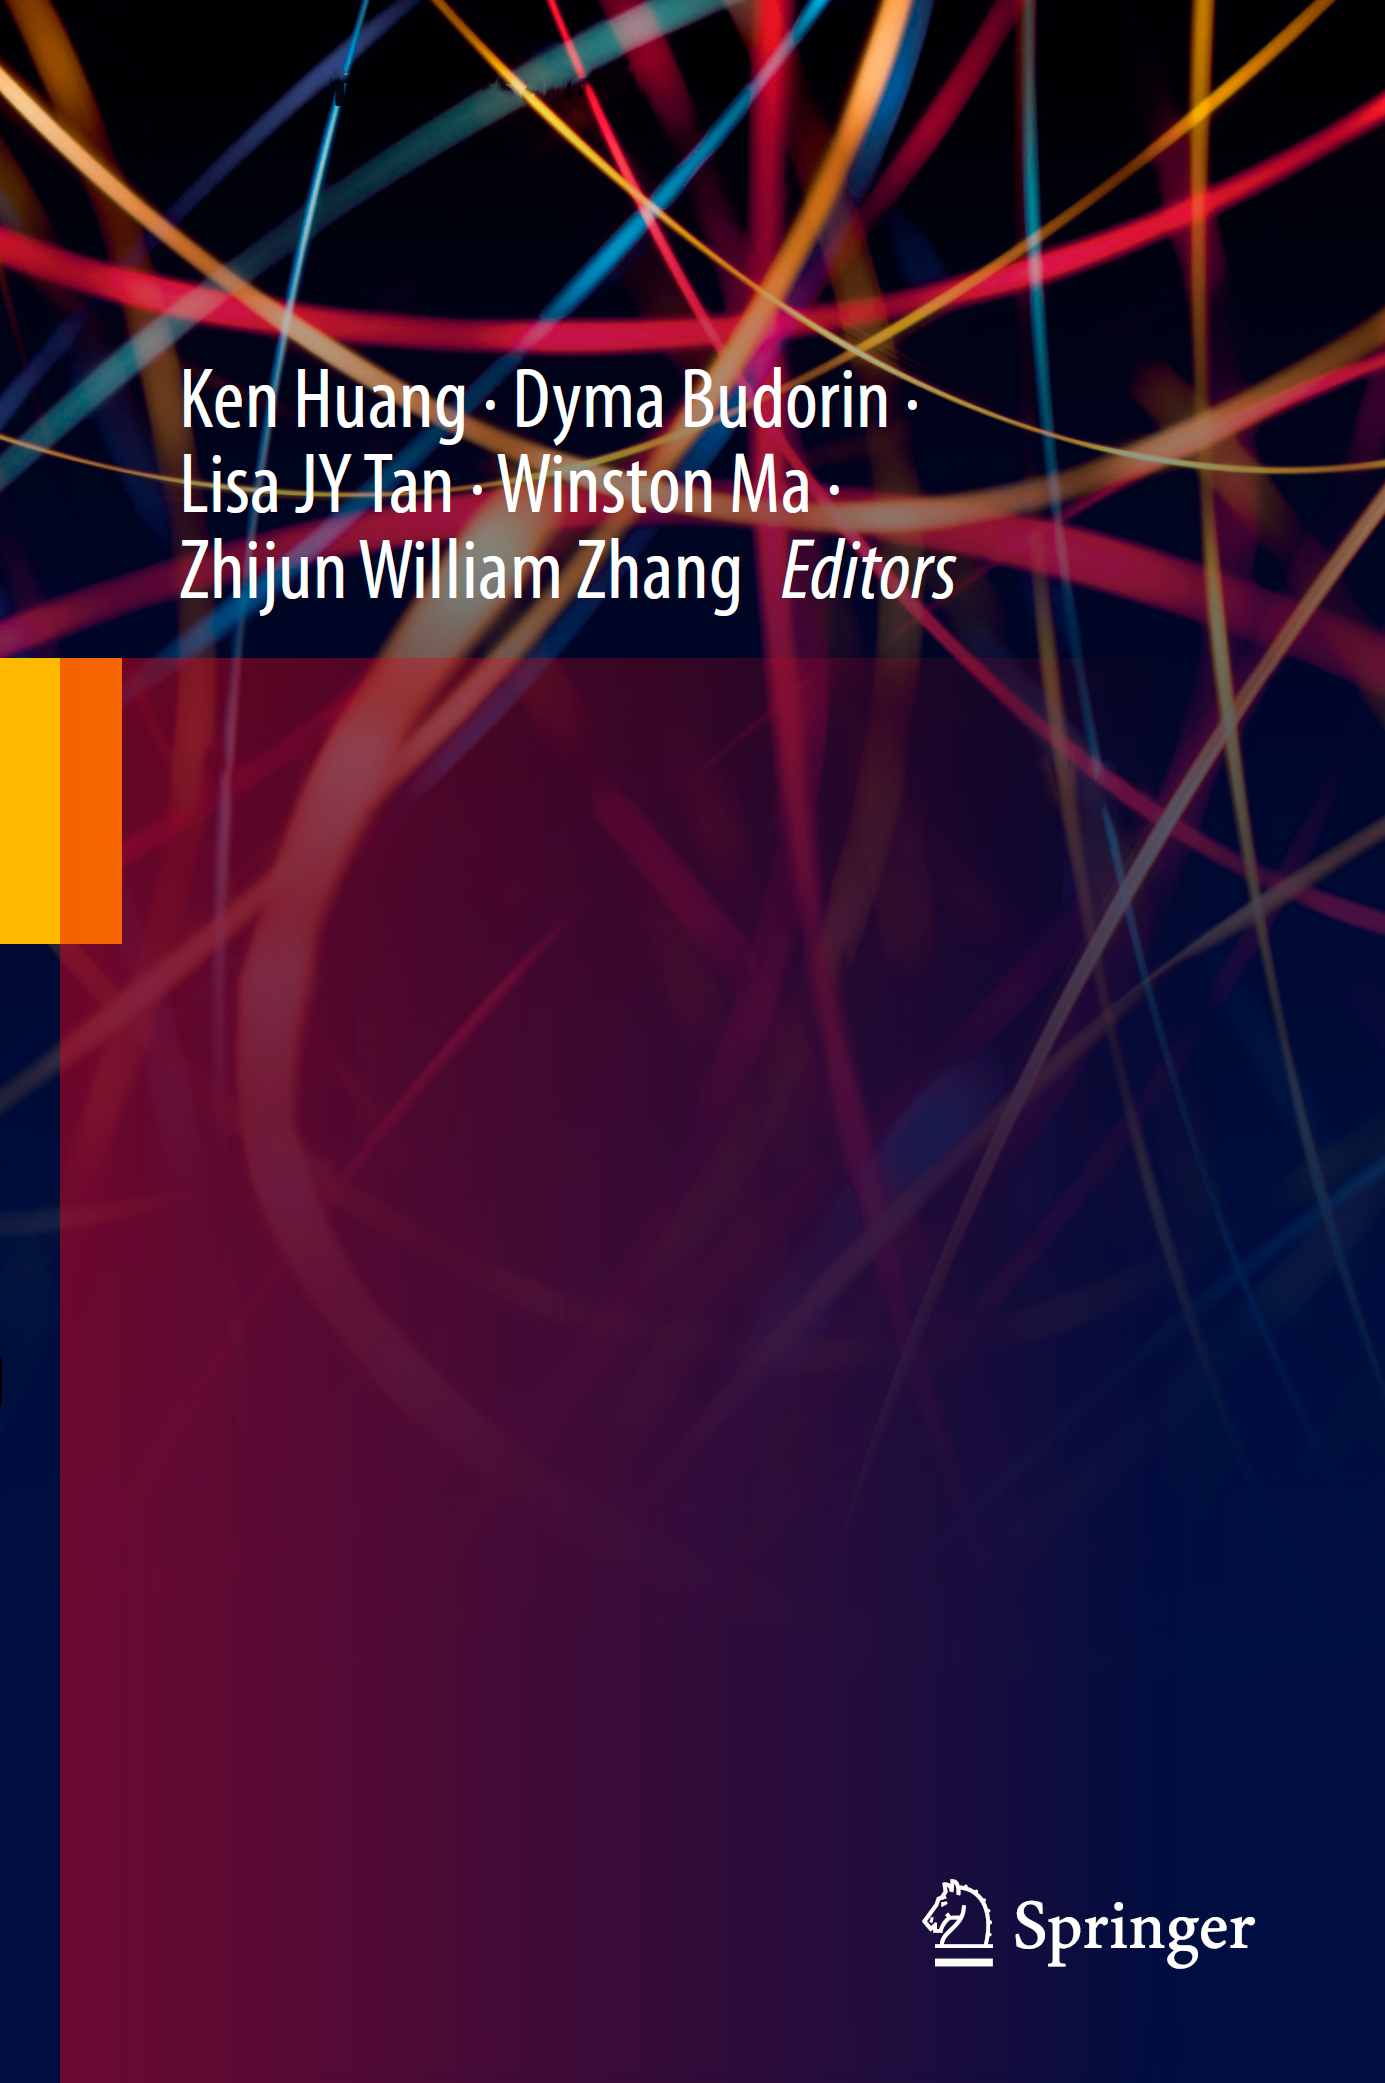 Ken Huang · Dyma Budorin ·
Lisa JY Tan · Winston Ma ·
Zhijun William Zhang Editors
Springer